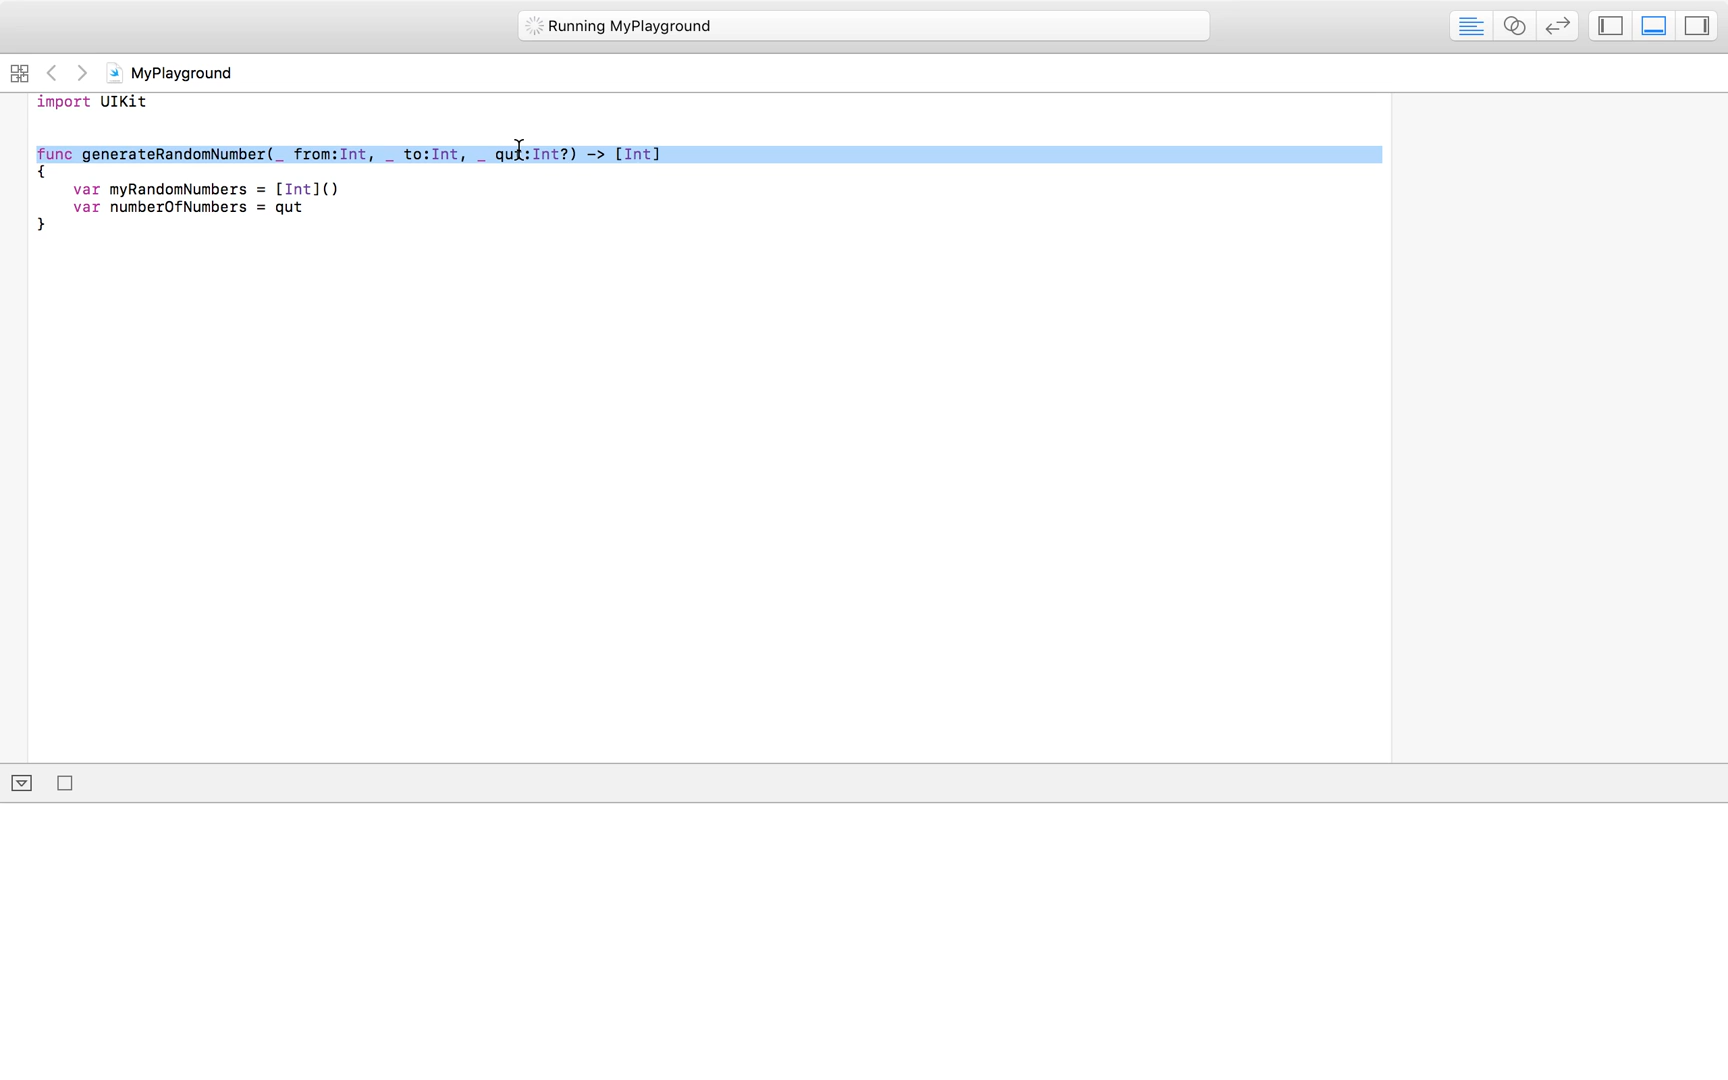 Running MyPlayground
MyPlayground
import UIKit
func generateRandomNumber(_ from:Int, _ to:Int, _ qut:Int?) -> [Int]
{
var myRandomNumbers = [Int]()
var numberOfNumbers = qut
}